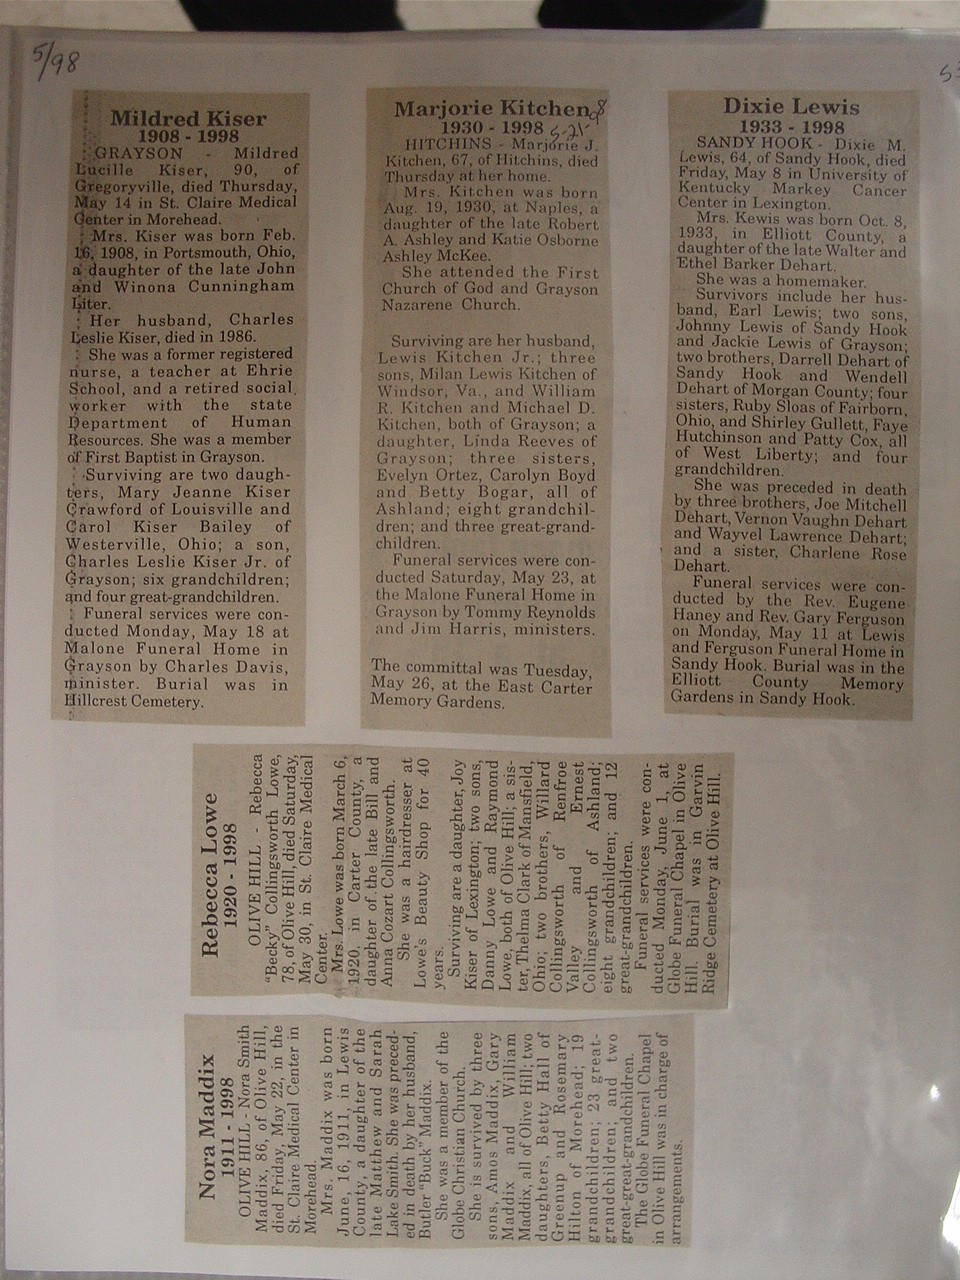 5/98
Mildred Kiser
1908 - 1998
GRAYSON - Mildred
Lucille Kiser, 90, of
Gregoryville, died Thursday,
May 14 in St. Claire Medical
Center in Morehead.
Mrs. Kiser was born Feb.
16, 1908, in Portsmouth, Ohio,
a daughter of the late John
and Winona Cunningham
Liter.
Her husband, Charles
Leslie Kiser, died in 1986.
She was a former registered
nurse, a teacher at Ehrie
School, and a retired social
worker with the state
Department of Human
Resources. She was a member
of First Baptist in Grayson.
Surviving are two daugh-
ters, Mary Jeanne Kiser
Crawford of Louisville and
Carol Kiser Bailey of
Westerville, Ohio; a son,
Charles Leslie Kiser Jr. of
Grayson; six grandchildren;
and four great-grandchildren.
Funeral services were con-
ducted Monday, May 18 at
Malone Funeral Home in
Grayson by Charles Davis,
minister. Burial was in
Hillcrest Cemetery.
Marjorie Kitchen
1930 - 1998
5-21-98
HITCHINS - Marjorie J.
Kitchen, 67, of Hitchins, died
Thursday at her home.
Mrs. Kitchen was born
Aug. 19, 1930, at Naples, a
daughter of the late Robert
A. Ashley and Katie Osborne
Ashley McKee.
She attended the First
Church of God and Grayson
Nazarene Church.
Surviving are her husband,
Lewis Kitchen Jr.; three
sons, Milan Lewis Kitchen of
Windsor, Va., and William
R. Kitchen and Michael D.
Kitchen, both of Grayson; a
daughter, Linda Reeves of
Grayson; three sisters,
Evelyn Ortez, Carolyn Boyd
and Betty Bogar, all of
Ashland; eight grandchil-
dren; and three great-grand-
children.
Funeral services were con-
ducted Saturday, May 23, at
the Malone Funeral Home in
Grayson by Tommy Reynolds
and Jim Harris, ministers.
The committal was Tuesday,
May 26, at the East Carter
Memory Gardens.
Dixie Lewis
1933 - 1998
SANDY HOOK - Dixie M.
Lewis, 64, of Sandy Hook, died
Friday, May 8 in University of
Kentucky Markey Cancer
Center in Lexington.
Mrs. Kewis was born Oct. 8,
1933, in Elliott County, a
daughter of the late Walter and
Ethel Barker Dehart.
She was a homemaker.
Survivors include her hus-
band, Earl Lewis; two sons,
Johnny Lewis of Sandy Hook
and Jackie Lewis of Grayson;
two brothers, Darrell Dehart of
Sandy Hook and Wendell
Dehart of Morgan County; four
sisters, Ruby Sloas of Fairborn,
Ohio, and Shirley Gullett, Faye
Hutchinson and Patty Cox, all
of West Liberty; and four
grandchildren.
She was preceded in death
by three brothers, Joe Mitchell
Dehart, Vernon Vaughn Dehart
and Wayvel Lawrence Dehart;
and a sister, Charlene Rose
Dehart.
Funeral services were con-
ducted by the Rev. Eugene
Haney and Rev. Gary Ferguson
on Monday, May 11 at Lewis
and Ferguson Funeral Home in
Sandy Hook. Burial was in the
Elliott County Memory
Gardens in Sandy Hook.
Rebecca Lowe
1920 - 1998
OLIVE HILL - Rebecca
"Becky" Collingsworth Lowe,
78, of Olive Hill, died Saturday,
May 30, in St. Claire Medical
Center.
Mrs. Lowe was born March 6,
1920, in Carter County, a
daughter of the late Bill and
Anna Cozart Collingsworth.
She was a hairdresser at
Lowe's Beauty Shop for 40
years.
Surviving are a daughter, Joy
Kiser of Lexington; two sons,
Danny Lowe and Raymond
Lowe, both of Olive Hill; a sis-
ter, Thelma Clark of Mansfield,
Ohio; two brothers, Willard
Collingsworth of Renfroe
Valley and Ernest
Collingsworth of Ashland;
eight grandchildren; and 12
great-grandchildren.
Funeral services were con-
ducted Monday, June 1, at
Globe Funeral Chapel in Olive
Hill. Burial was in Garvin
Ridge Cemetery at Olive Hill.
Nora Maddix
1911 - 1998
OLIVE HILL - Nora Smith
Maddix, 86, of Olive Hill,
died Friday, May 22, in the
St. Claire Medical Center in
Morehead.
Mrs. Maddix was born
June, 16, 1911, in Lewis
County, a daughter of the
late Matthew and Sarah
Lake Smith. She was preced-
ed in death by her husband,
Butler "Buck" Maddix.
She was a member of the
Globe Christian Church.
She is survived by three
sons, Amos Maddix, Gary
Maddix and William
Maddix, all of Olive Hill; two
daughters, Betty Hall of
Greenup and Rosemary
Hilton of Morehead; 19
grandchildren; 23 great-
grandchildren; and two
great-great-grandchildren.
The Globe Funeral Chapel
in Olive Hill was in charge of
arrangements.